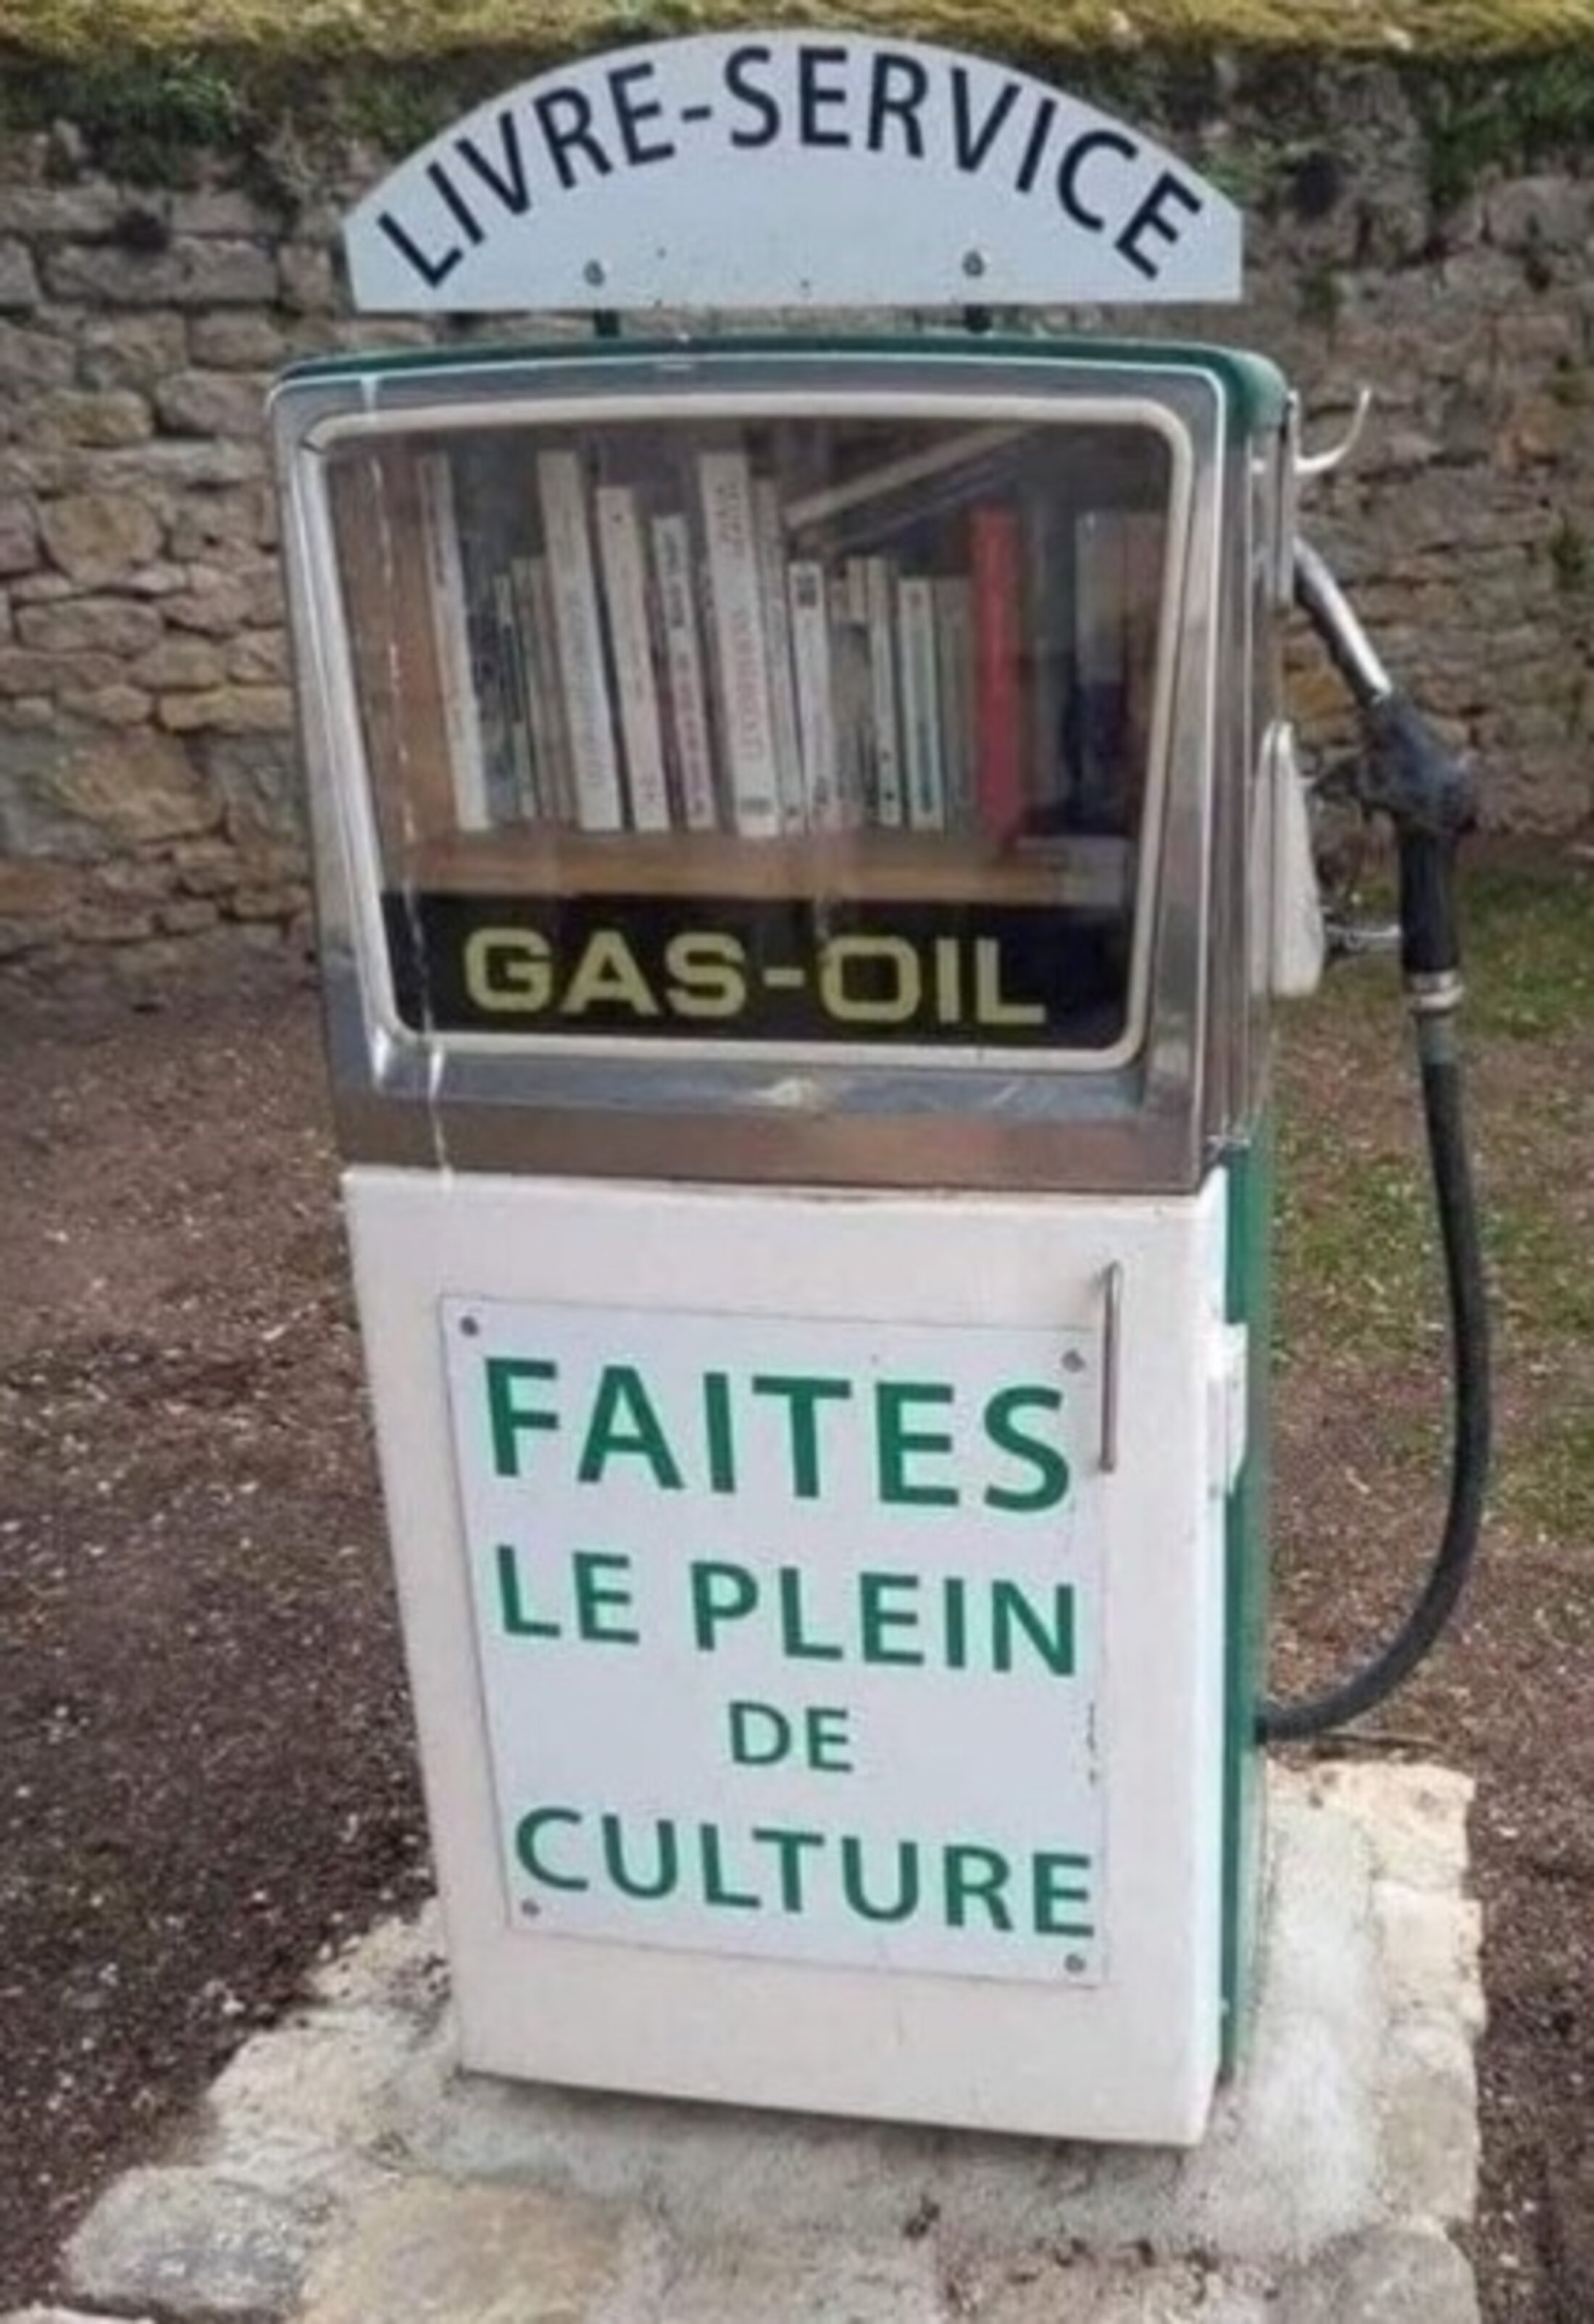 LIVRE-SERVICE
GAS-OIL
FAITES
LE PLEIN
DE
CULTURE